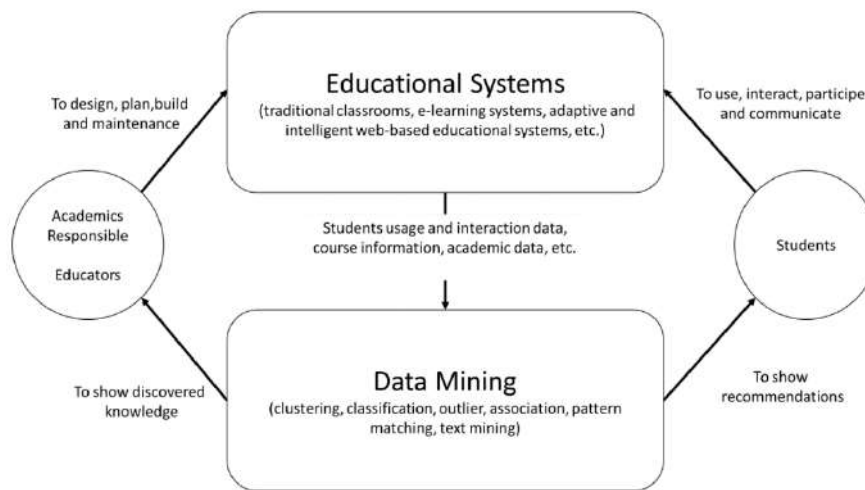 Educational Systems
(traditional classrooms, e-learning systems, adaptive and
intelligent web-based educational systems, etc.)
To design, plan,build
and maintenance
To use, interact, participe
and communicate
Academics
Responsible
Educators
Students usage and interaction data,
course information, academic data, etc.
Students
To show discovered
knowledge
Data Mining
(clustering, classification, outlier, association, pattern
matching, text mining)
To show
recommendations